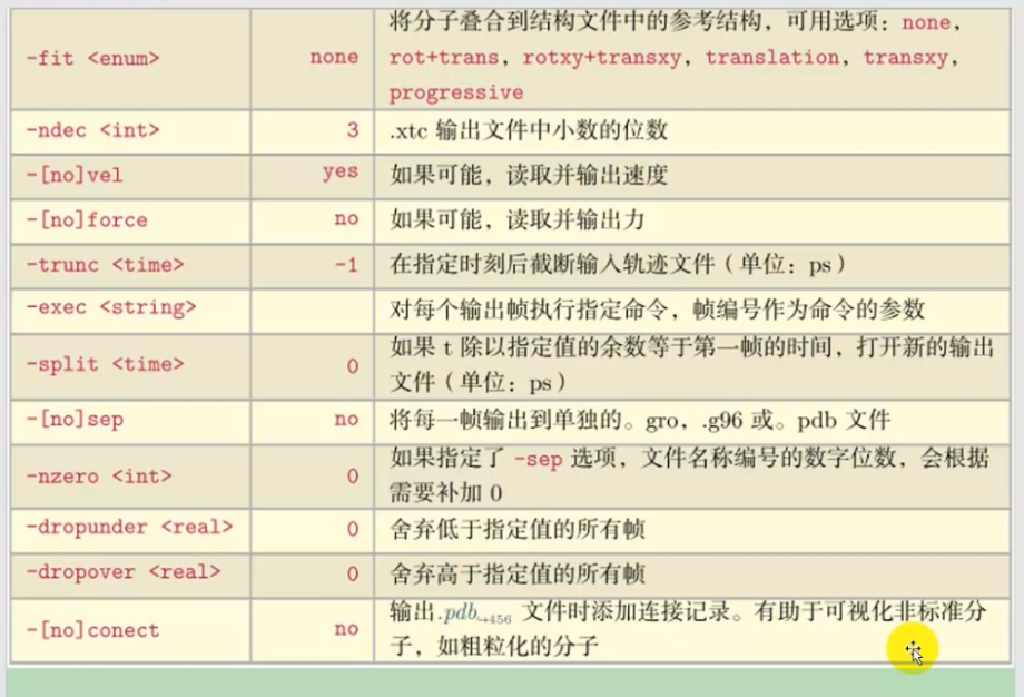 将分子叠合到结构文件中的参考结构，可用选项：none，
-fit <enum> none rot+trans，rotxy+transxy，translation，transxy，
progressive
-ndec <int> 3 .xtc 输出文件中小数的位数
-[no]vel yes 如果可能，读取并输出速度
-[no]force no 如果可能，读取并输出力
-trunc <time> -1 在指定时刻后截断输入轨迹文件（单位：ps）
-exec <string> 对每个输出帧执行指定命令，帧编号作为命令的参数
如果 t 除以指定值的余数等于第一帧的时间，打开新的输出
-split <time> 0
文件（单位：ps）
-[no]sep no 将每一帧输出到单独的。gro，.g96 或。pdb 文件
如果指定了 -sep 选项，文件名称编号的数字位数，会根据
-nzero <int> 0
需要补加 0
-dropunder <real> 0 舍弃低于指定值的所有帧
-dropover <real> 0 舍弃高于指定值的所有帧
输出.pdb→456 文件时添加连接记录。有助于可视化非标准分
-[no]conect no
子，如粗粒化的分子